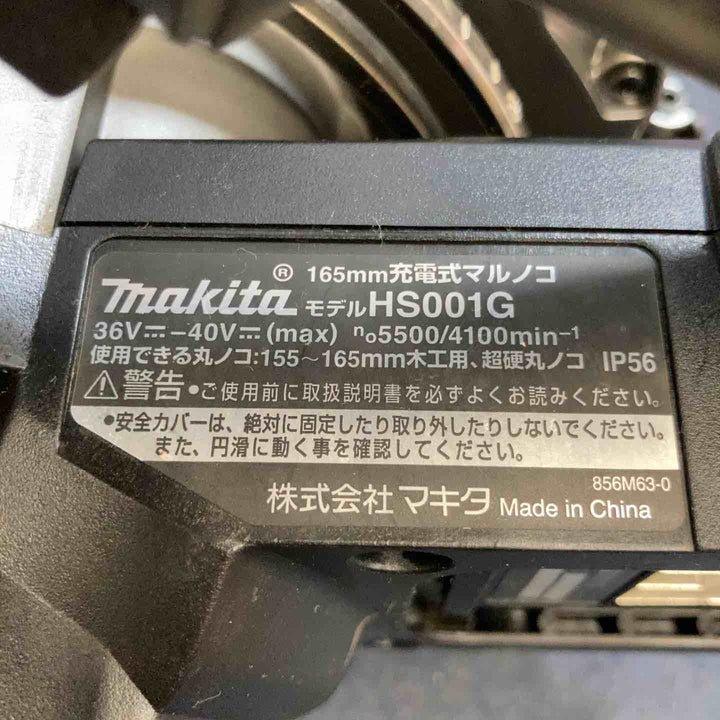 ® 165mm充電式マルノコ
makita モデルHS001G
36V⎓-40V⎓(max) n₀5500/4100min⁻¹
使用できる丸ノコ:155～165mm木工用、超硬丸ノコ IP56
⚠警告●ご使用前に取扱説明書を必ずよくお読みください。
●安全カバーは、絶対に固定したり取り外したりしないでください。
また、円滑に動く事を確認してください。
856M63-0
株式会社マキタ Made in China